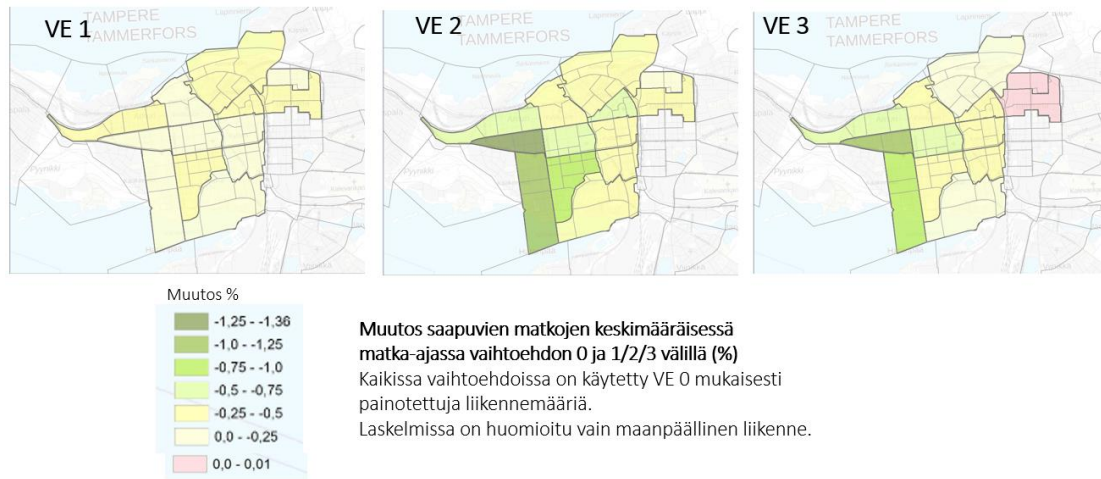 VE 1
TAMPERE
TAMMERFORS
VE 2
TAMPERE
TAMMERFORS
VE 3
TAMPERE
TAMMERFORS
Pyynikki
Pyynikki
Pyynikki
Muutos %
-1,25 - -1,36
-1,0 - -1,25
-0,75 - -1,0
-0,5 - -0,75
-0,25 - -0,5
0,0 - -0,25
0,0 - 0,01
Muutos saapuvien matkojen keskimääräisessä
matka-ajassa vaihtoehdon 0 ja 1/2/3 välillä (%)
Kaikissa vaihtoehdoissa on käytetty VE 0 mukaisesti
painotettuja liikennemääriä.
Laskelmissa on huomioitu vain maanpäällinen liikenne.